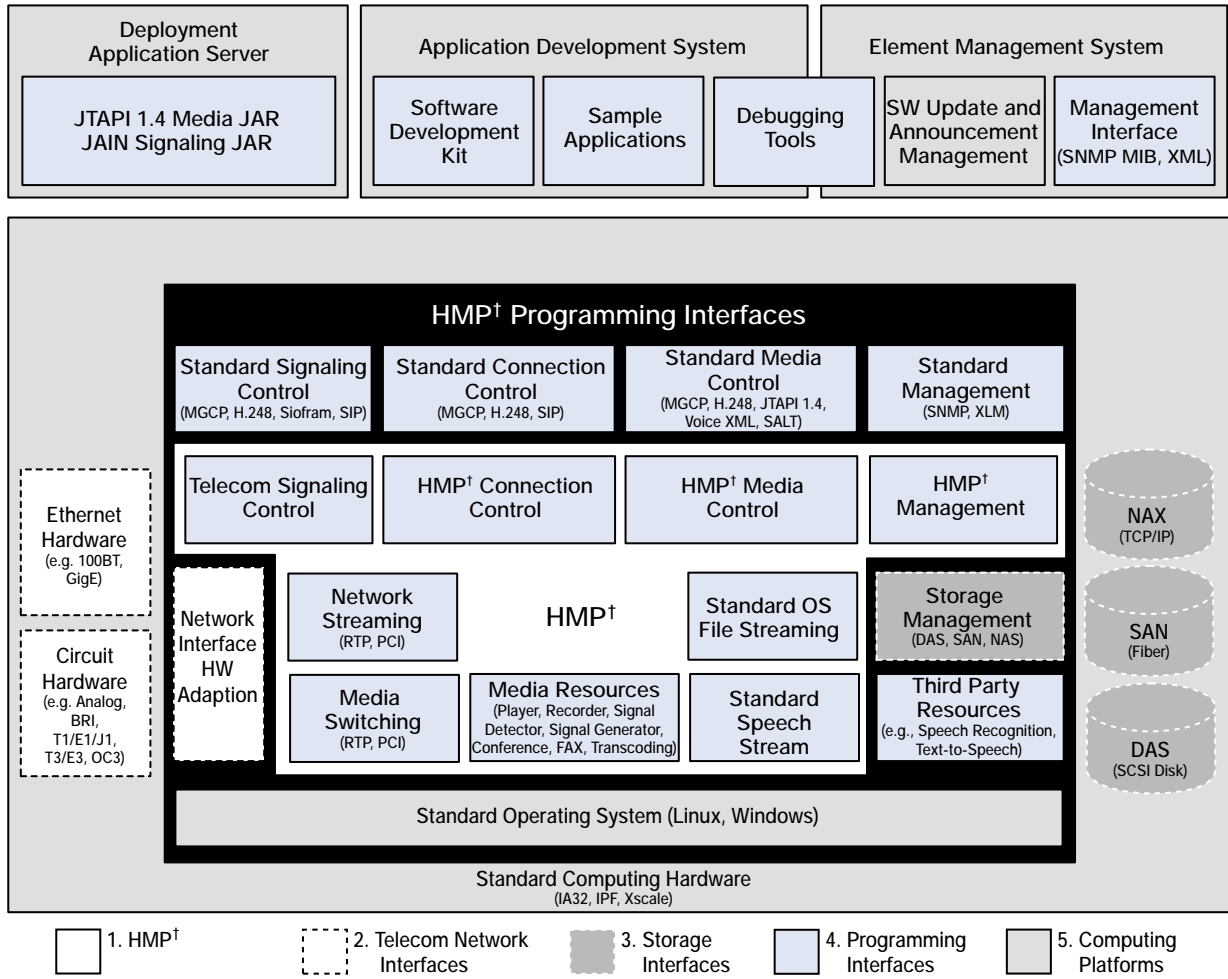 Deployment
Application Server
JTAPI 1.4 Media JAR
JAIN Signaling JAR
Application Development System
Software
Development
Kit
Sample
Applications
Debugging
Tools
Element Management System
SW Update and
Announcement
Management
Management
Interface
(SNMP MIB, XML)
HMP† Programming Interfaces
Standard Signaling
Control
(MGCP, H.248, Siofram, SIP)
Standard Connection
Control
(MGCP, H.248, SIP)
Standard Media
Control
(MGCP, H.248, JTAPI 1.4,
Voice XML, SALT)
Standard
Management
(SNMP, XLM)
Telecom Signaling
Control
HMP† Connection
Control
HMP† Media
Control
HMP†
Management
Ethernet
Hardware
(e.g. 100BT,
GigE)
Circuit
Hardware
(e.g. Analog,
BRI,
T1/E1/J1,
T3/E3, OC3)
Network
Interface
HW
Adaption
Network
Streaming
(RTP, PCI)
HMP†
Standard OS
File Streaming
Storage
Management
(DAS, SAN, NAS)
Media
Switching
(RTP, PCI)
Media Resources
(Player, Recorder, Signal
Detector, Signal Generator,
Conference, FAX, Transcoding)
Standard
Speech
Stream
Third Party
Resources
(e.g., Speech Recognition,
Text-to-Speech)
NAX
(TCP/IP)
SAN
(Fiber)
DAS
(SCSI Disk)
Standard Operating System (Linux, Windows)
Standard Computing Hardware
(IA32, IPF, Xscale)
1. HMP†
2. Telecom Network
Interfaces
3. Storage
Interfaces
4. Programming
Interfaces
5. Computing
Platforms